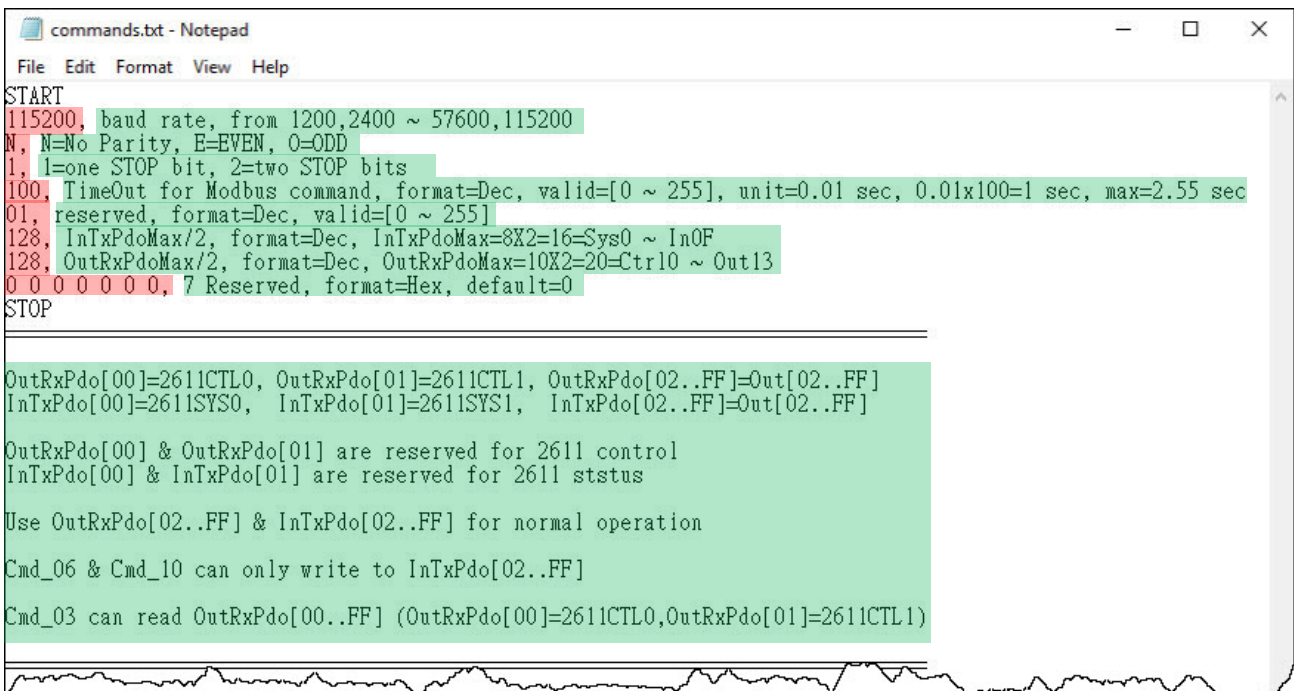 commands.txt - Notepad
File Edit Format View Help
START
115200, baud rate, from 1200,2400 ~ 57600,115200
N, N=No Parity, E=EVEN, O=ODD
1, 1=one STOP bit, 2=two STOP bits
100, TimeOut for Modbus command, format=Dec, valid=[0 ~ 255], unit=0.01 sec, 0.01x100=1 sec, max=2.55 sec
01, reserved, format=Dec, valid=[0 ~ 255]
128, InTxPdoMax/2, format=Dec, InTxPdoMax=8X2=16=Sys0 ~ In0F
128, OutRxPdoMax/2, format=Dec, OutRxPdoMax=10X2=20=Ctrl0 ~ Out13
0 0 0 0 0 0 0, 7 Reserved, format=Hex, default=0
STOP
OutRxPdo[00]=2611CTL0, OutRxPdo[01]=2611CTL1, OutRxPdo[02..FF]=Out[02..FF]
InTxPdo[00]=2611SYS0, InTxPdo[01]=2611SYS1, InTxPdo[02..FF]=Out[02..FF]
OutRxPdo[00] & OutRxPdo[01] are reserved for 2611 control
InTxPdo[00] & InTxPdo[01] are reserved for 2611 ststus
Use OutRxPdo[02..FF] & InTxPdo[02..FF] for normal operation
Cmd_06 & Cmd_10 can only write to InTxPdo[02..FF]
Cmd_03 can read OutRxPdo[00..FF] (OutRxPdo[00]=2611CTL0,OutRxPdo[01]=2611CTL1)